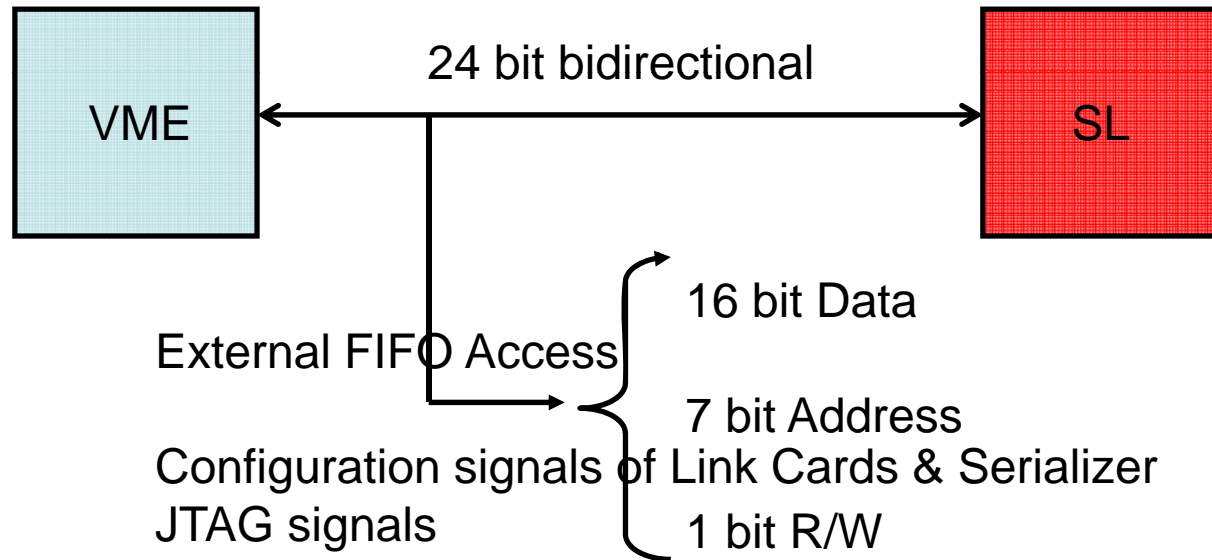 24 bit bidirectional
VME
SL
16 bit Data
External FIFO Access
7 bit Address
Configuration signals of Link Cards & Serializer
JTAG signals
1 bit R/W